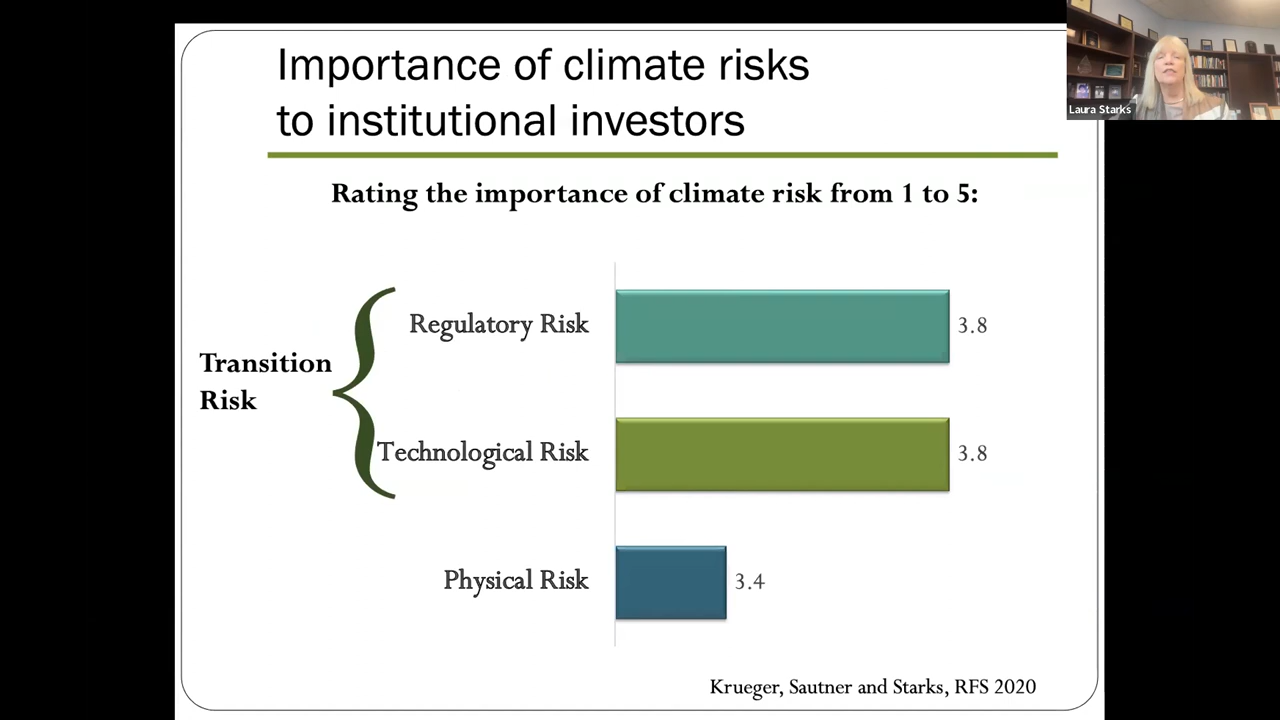 Importance of climate risks
to institutional investors
Laura Starks
Rating the importance of climate risk from 1 to 5:
Transition
Risk
Regulatory Risk
3.8
Technological Risk
3.8
Physical Risk
3.4
Krueger, Sautner and Starks, RFS 2020